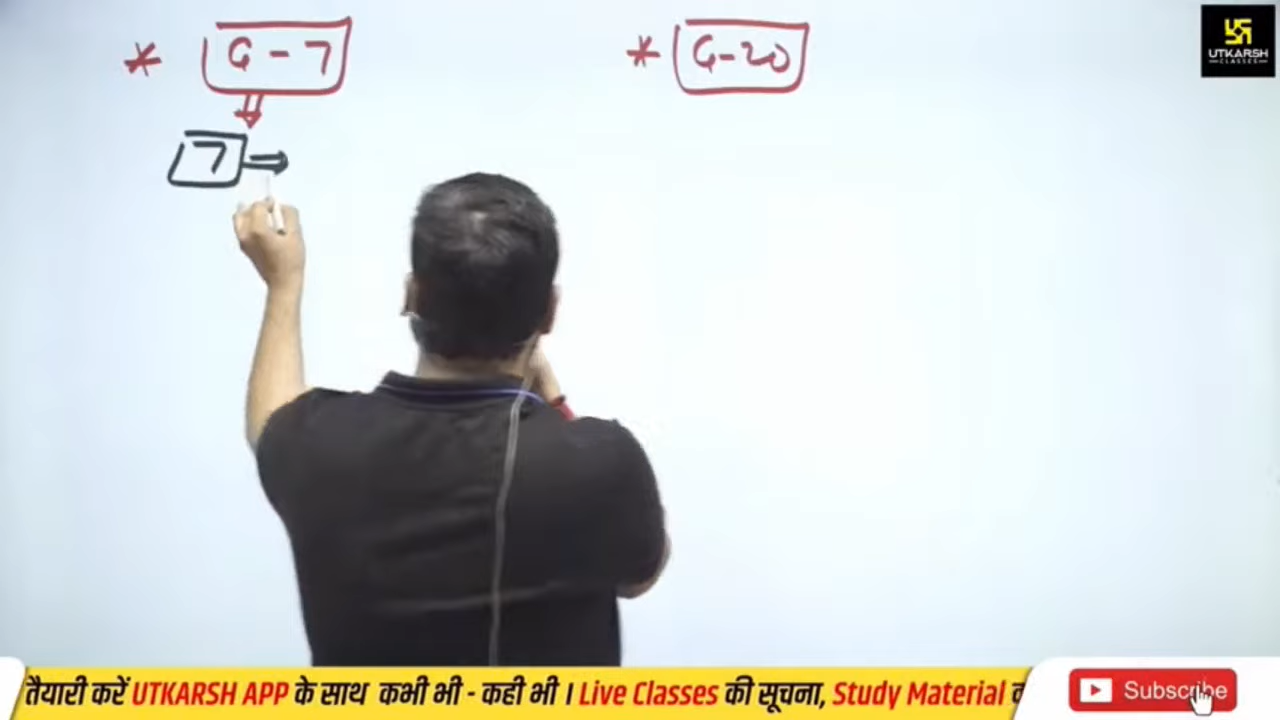 * G-7
* G-20
7
UTKARSH
CLASSES
तैयारी करें UTKARSH APP के साथ कभी भी - कही भी । Live Classes की सूचना, Study Material
Subscribe